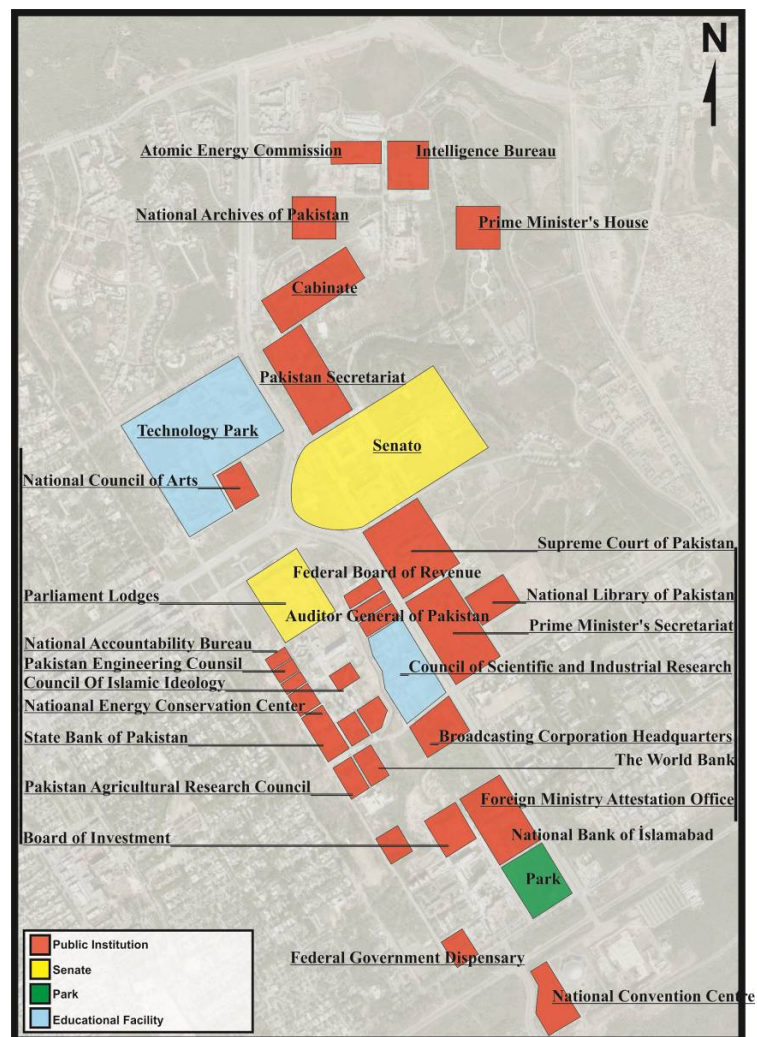 N
Atomic Energy Commission
Intelligence Bureau
National Archives of Pakistan
Prime Minister's House
Cabinate
Pakistan Secretariat
Technology Park
Senato
National Council of Arts
Supreme Court of Pakistan
Federal Board of Revenue
Parliament Lodges
National Library of Pakistan
Auditor General of Pakistan
Prime Minister's Secretariat
National Accountability Bureau
Pakistan Engineering Counsil
Council of Scientific and Industrial Research
Council Of Islamic Ideology
Natioanal Energy Conservation Center
State Bank of Pakistan
Broadcasting Corporation Headquarters
The World Bank
Pakistan Agricultural Research Council
Foreign Ministry Attestation Office
Board of Investment
National Bank of İslamabad
Park
Federal Government Dispensary
National Convention Centre
Public Institution
Senate
Park
Educational Facility